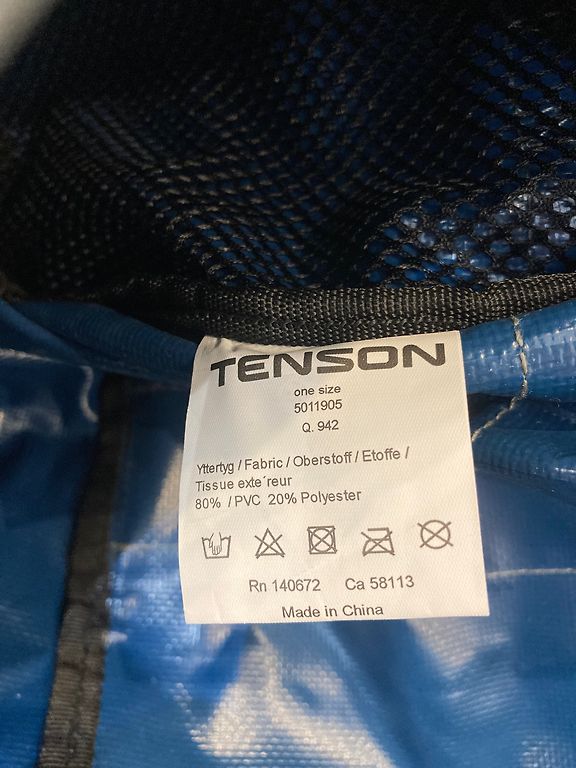 TENSON
one size
5011905
Q. 942
Yttertyg / Fabric / Oberstoff / Etoffe /
Tissue exte´reur
80% / PVC 20% Polyester
Rn 140672 Ca 58113
Made in China